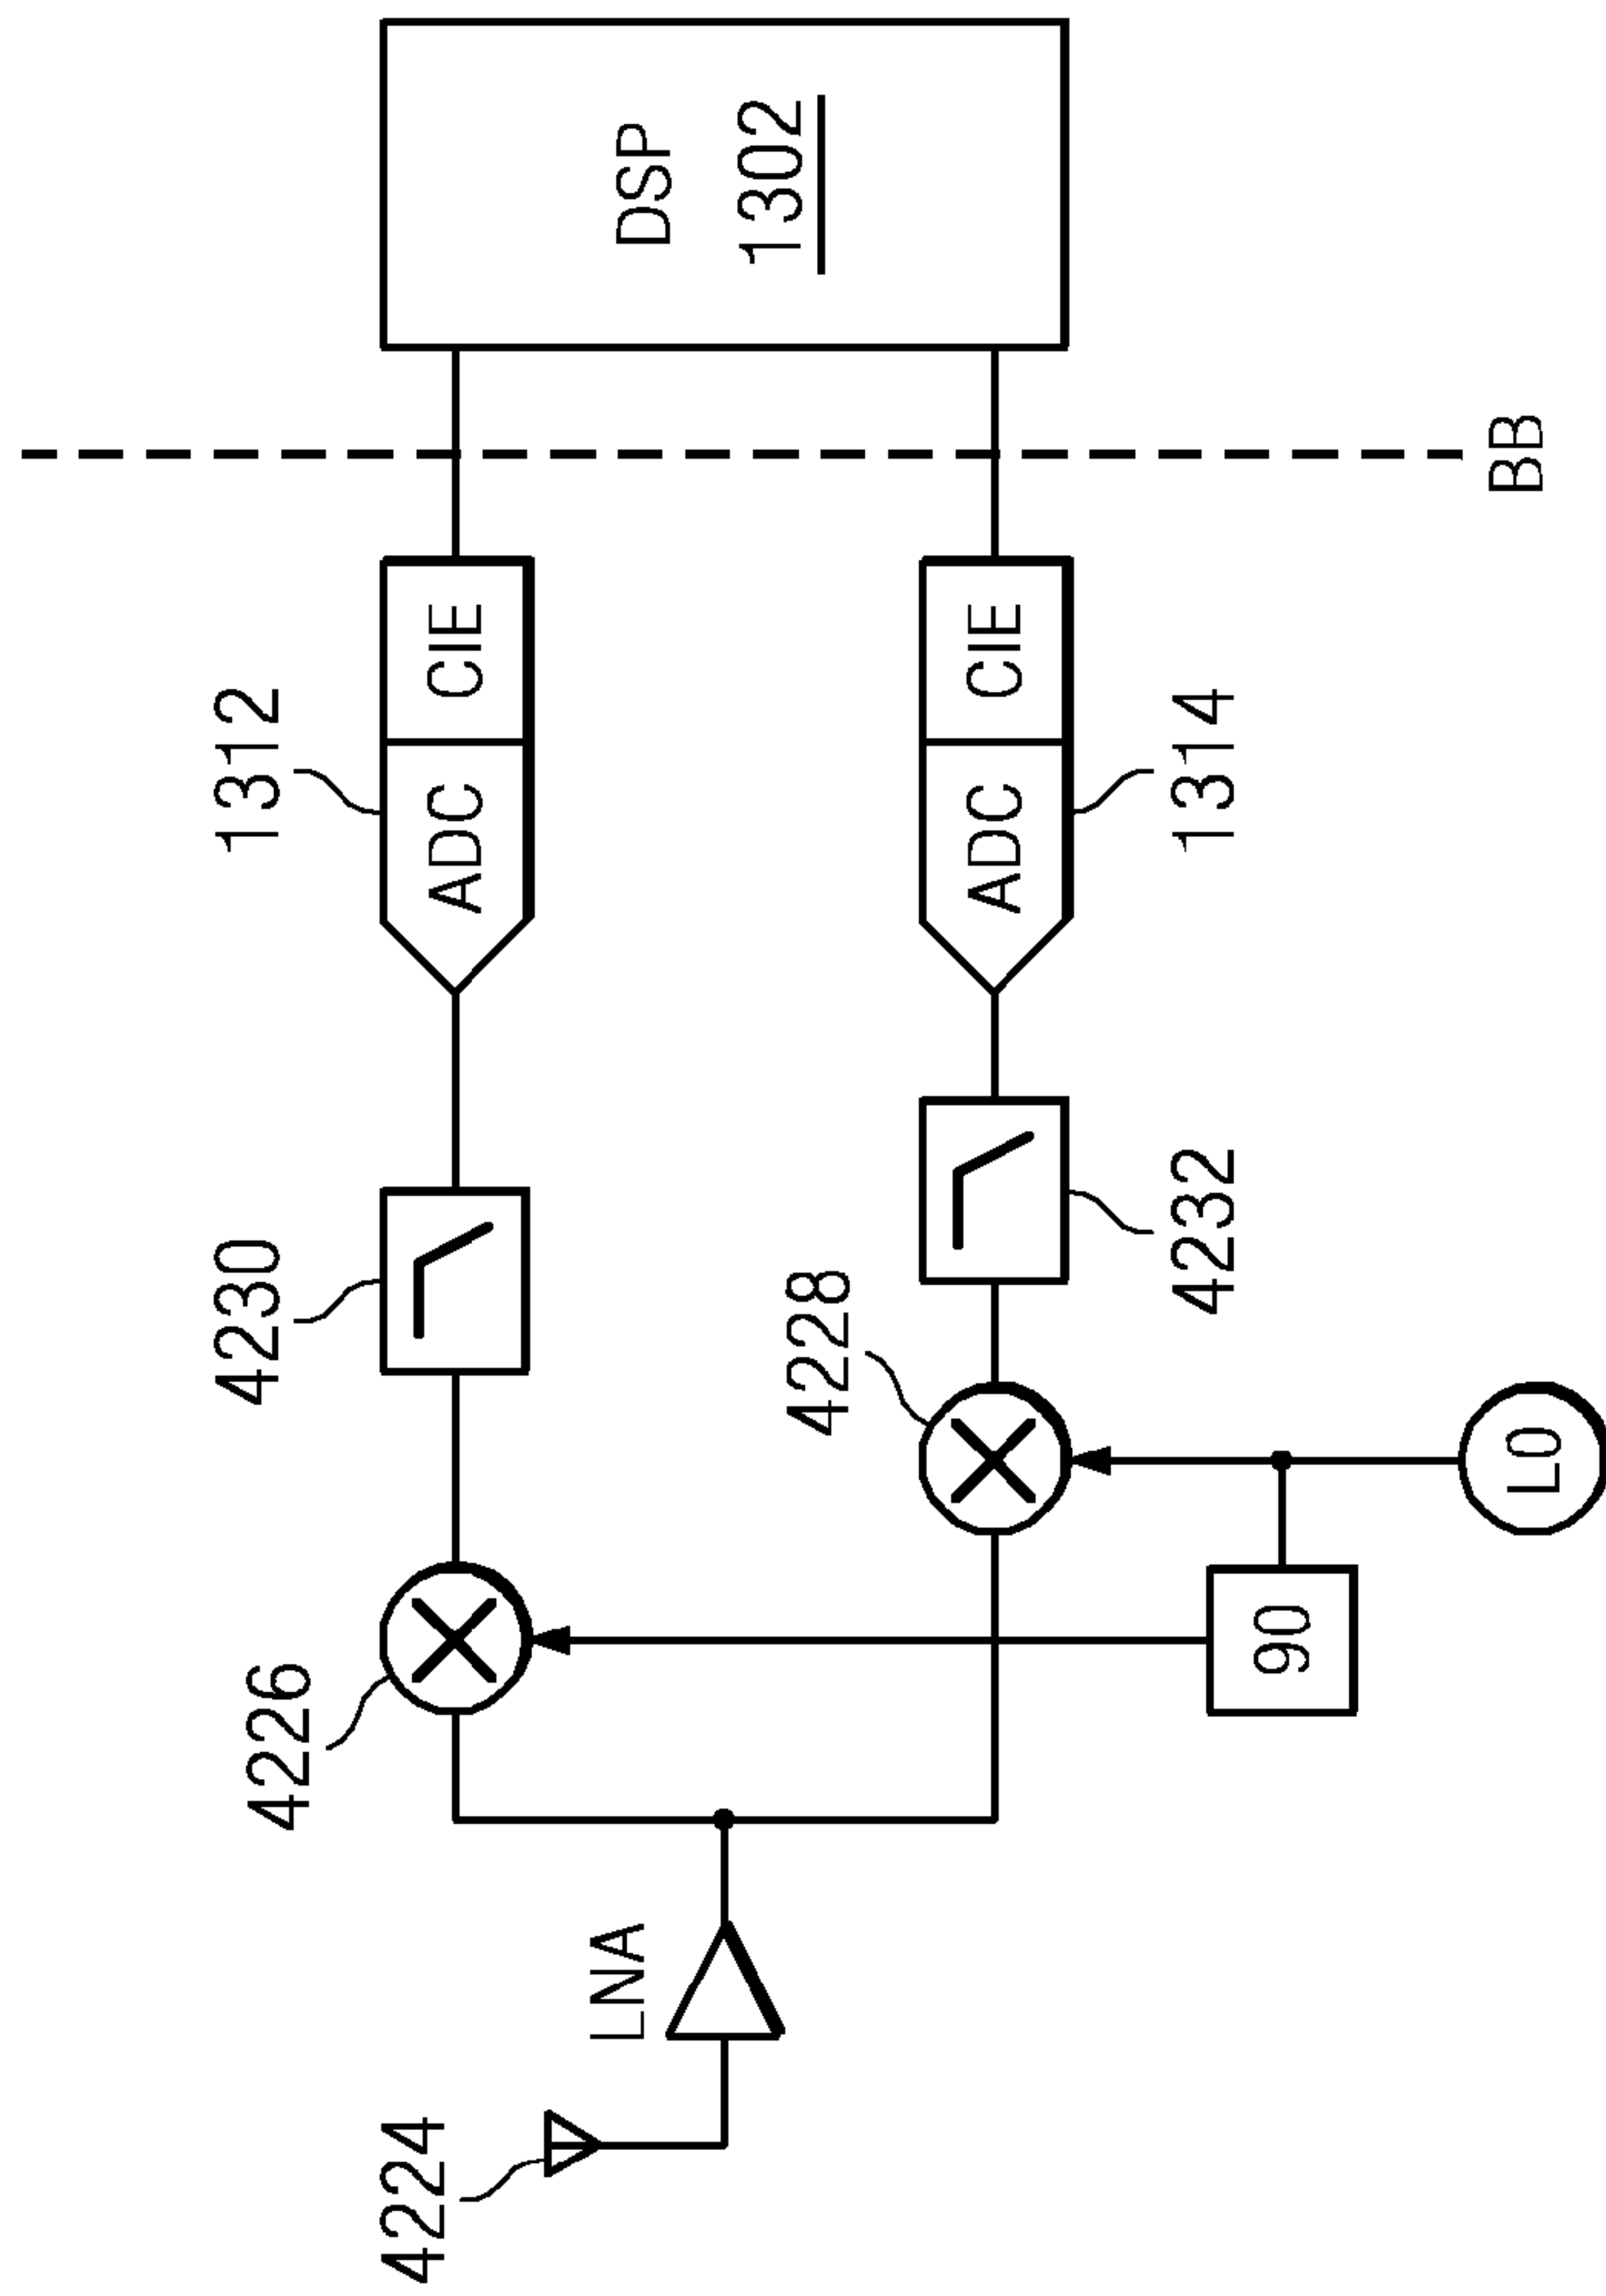 4224
LNA
4226
4228
90
LO
4230
4232
1312
ADC
CIE
ADC
CIE
1314
BB
DSP
1302